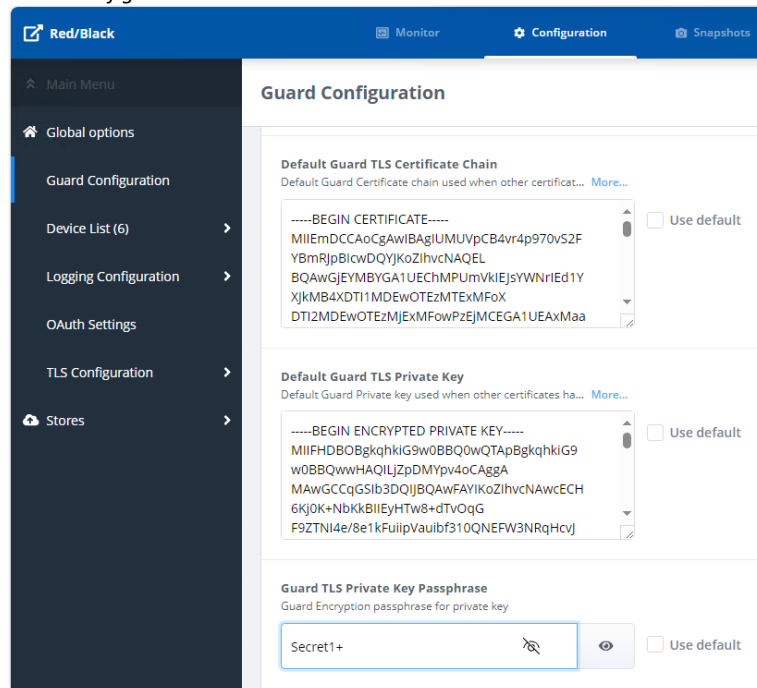 Red/Black
Monitor
Configuration
Snapshots
Main Menu
Global options
Guard Configuration
Device List (6)
Logging Configuration
OAuth Settings
TLS Configuration
Stores
Guard Configuration
Default Guard TLS Certificate Chain
Default Guard Certificate chain used when other certificat... More...
-----BEGIN CERTIFICATE-----
MIIEmDCCAoCgAwIBAgIUMUVpCB4vr4p970vS2F
YBmRJpBIcwDQYJKoZIhvcNAQEL
BQAwGjEYMBYGA1UEChMPUmVkIEJsYWNrIEd1Y
XJkMB4XDTI1MDEwOTEzMTExMFoX
DTI2MDEwOTEzMjExMFowPzEjMCEGA1UEAxMaa
Use default
Default Guard TLS Private Key
Default Guard Private key used when other certificates ha... More...
-----BEGIN ENCRYPTED PRIVATE KEY-----
MIIFHDBOBgkqhkiG9w0BBQ0wQTApBgkqhkiG9
w0BBQwwHAQILjZpDMYpv4oCAggA
MAwGCCqGSIb3DQIJBQAwFAYIKoZIhvcNAwcECH
6Kj0K+NbKkBIIEyHTw8+dTvOqG
F9ZTNI4e/8e1kFuiipVauibf310QNEFW3NRqHcvJ
Use default
Guard TLS Private Key Passphrase
Guard Encryption passphrase for private key
Secret1+
Use default